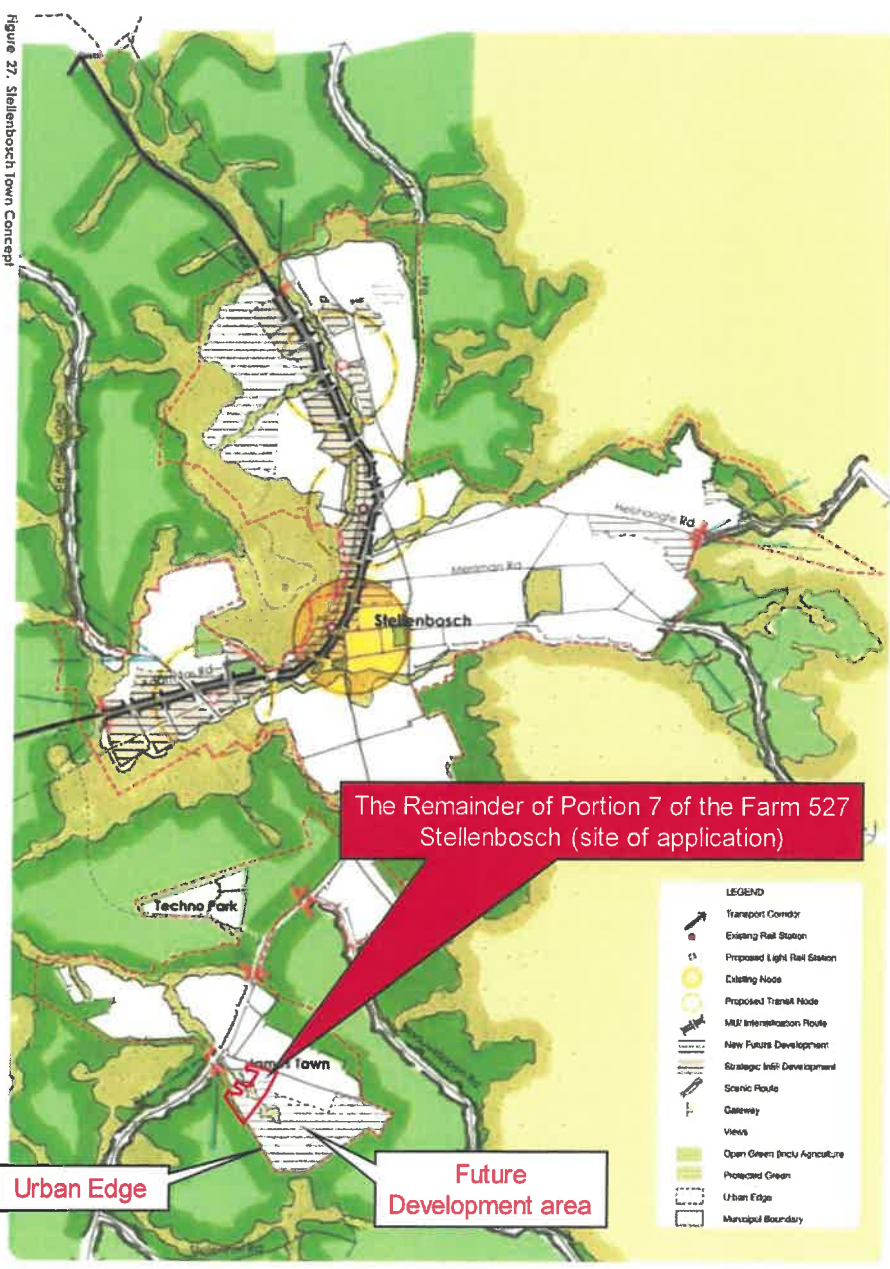 Figure 27. Stellenbosch Town Concept
Helshoogte Rd
Merriman Rd
Stellenbosch
The Remainder of Portion 7 of the Farm 527
Stellenbosch (site of application)
Techno Park
James Town
Urban Edge
Future
Development area
LEGEND
Transport Corridor
Existing Rail Station
Proposed Light Rail Station
Existing Node
Proposed Transit Node
MUI/ Intensification Route
New Future Development
Strategic Infill Development
Scenic Route
Gateway
Views
Open Green (Inclu Agriculture
Protected Green
Urban Edge
Municipal Boundary